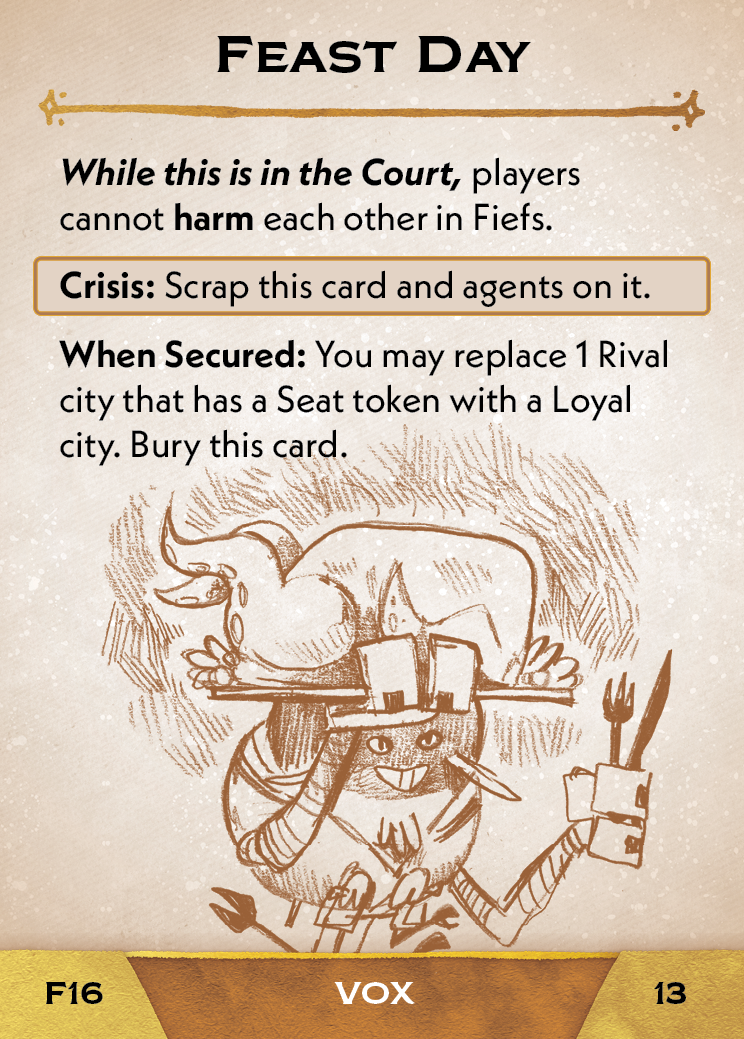 Feast Day
While this is in the Court, players
cannot harm each other in Fiefs.
Crisis: Scrap this card and agents on it.
When Secured: You may replace 1 Rival
city that has a Seat token with a Loyal
city. Bury this card.
F16
VOX
13